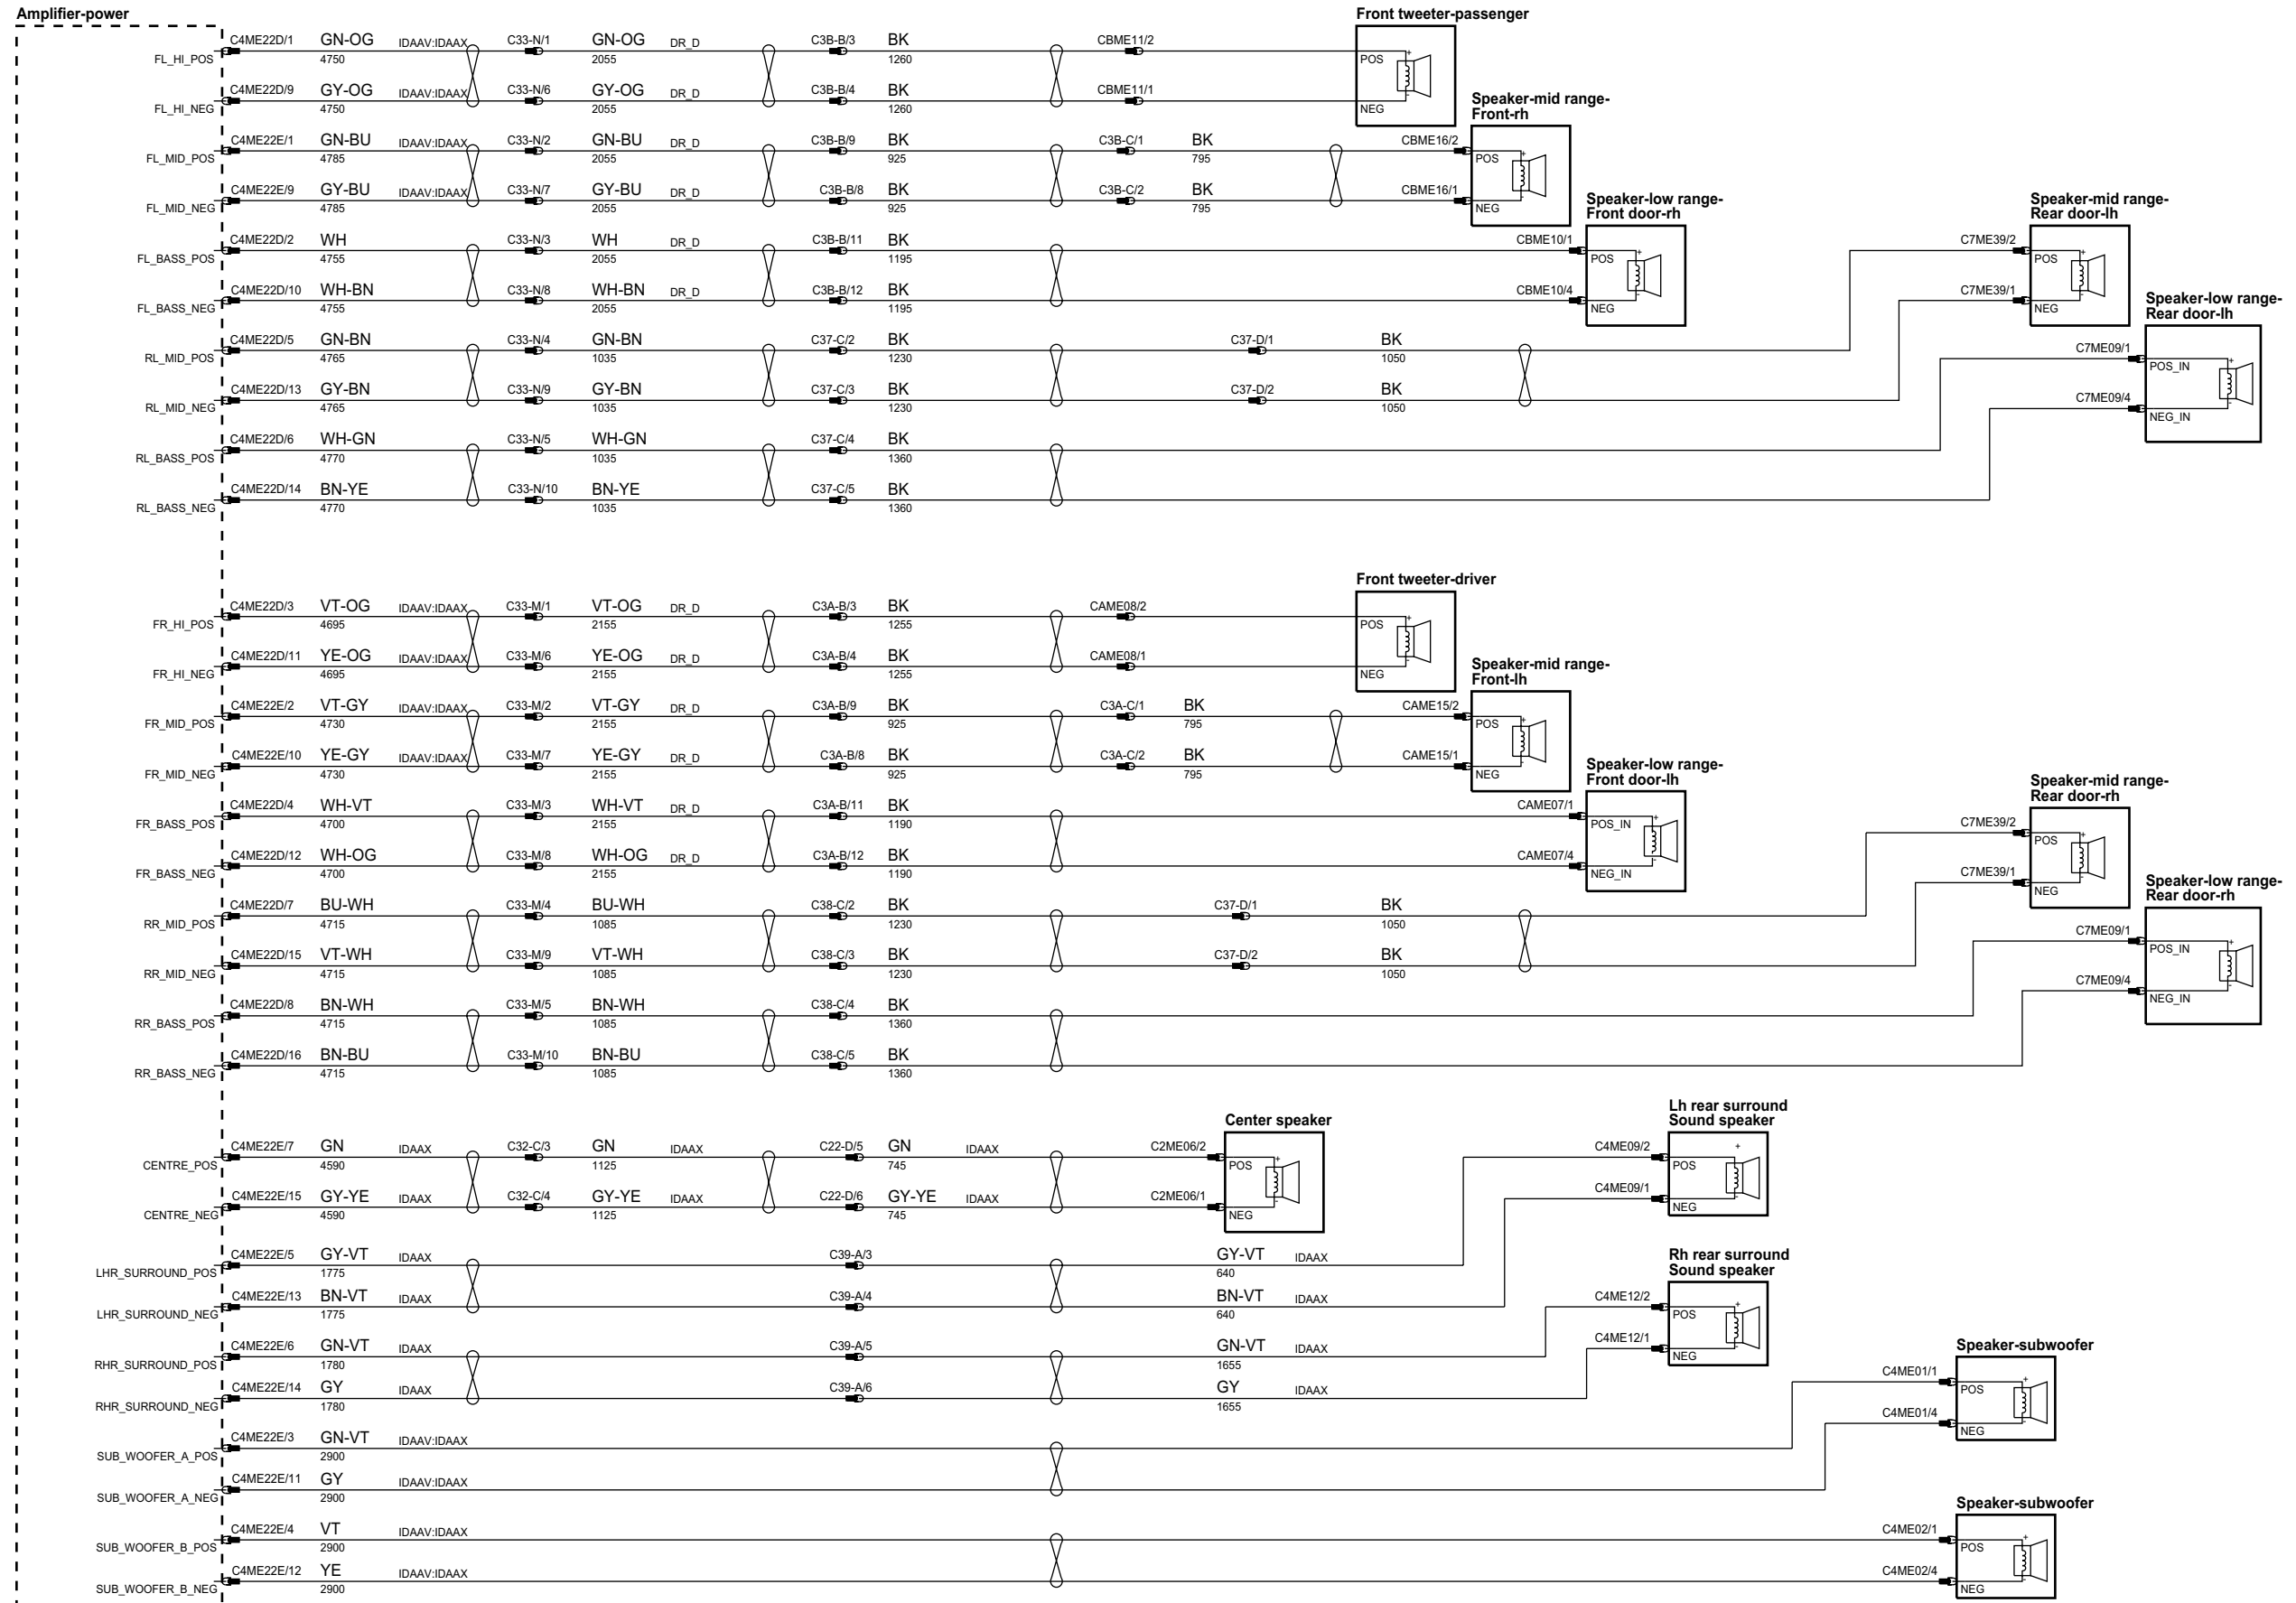 Amplifier-power
Front tweeter-passenger
C4ME22D/1 GN-OG IDAAV:IDAAX C33-N/1 GN-OG DR_D C3B-B/3 BK CBME11/2
FL_HI_POS 4750 2055 1260 POS +
C4ME22D/9 GY-OG IDAAV:IDAAX C33-N/6 GY-OG DR_D C3B-B/4 BK CBME11/1 -
FL_HI_NEG 4750 2055 1260 NEG
Speaker-mid range-
Front-rh
C4ME22E/1 GN-BU IDAAV:IDAAX C33-N/2 GN-BU DR_D C3B-B/9 BK C3B-C/1 BK CBME16/2
FL_MID_POS 4785 2055 925 795 POS +
C4ME22E/9 GY-BU IDAAV:IDAAX C33-N/7 GY-BU DR_D C3B-B/8 BK C3B-C/2 BK CBME16/1 -
FL_MID_NEG 4785 2055 925 795 NEG
Speaker-low range-
Front door-rh
Speaker-mid range-
Rear door-lh
C4ME22D/2 WH C33-N/3 WH DR_D C3B-B/11 BK CBME10/1 C7ME39/2
FL_BASS_POS 4755 2055 1195 POS + POS +
C4ME22D/10 WH-BN C33-N/8 WH-BN DR_D C3B-B/12 BK CBME10/4 - C7ME39/1 -
FL_BASS_NEG 4755 2055 1195 NEG NEG
Speaker-low range-
Rear door-lh
C4ME22D/5 GN-BN C33-N/4 GN-BN C37-C/2 BK C37-D/1 BK C7ME09/1
RL_MID_POS 4765 1035 1230 1050 POS_IN +
C4ME22D/13 GY-BN C33-N/9 GY-BN C37-C/3 BK C37-D/2 BK C7ME09/4 -
RL_MID_NEG 4765 1035 1230 1050 NEG_IN
C4ME22D/6 WH-GN C33-N/5 WH-GN C37-C/4 BK
RL_BASS_POS 4770 1035 1360
C4ME22D/14 BN-YE C33-N/10 BN-YE C37-C/5 BK
RL_BASS_NEG 4770 1035 1360
Front tweeter-driver
C4ME22D/3 VT-OG IDAAV:IDAAX C33-M/1 VT-OG DR_D C3A-B/3 BK CAME08/2
FR_HI_POS 4695 2155 1255 POS +
C4ME22D/11 YE-OG IDAAV:IDAAX C33-M/6 YE-OG DR_D C3A-B/4 BK CAME08/1 -
FR_HI_NEG 4695 2155 1255 NEG
Speaker-mid range-
Front-lh
C4ME22E/2 VT-GY IDAAV:IDAAX C33-M/2 VT-GY DR_D C3A-B/9 BK C3A-C/1 BK CAME15/2
FR_MID_POS 4730 2155 925 795 POS +
C4ME22E/10 YE-GY IDAAV:IDAAX C33-M/7 YE-GY DR_D C3A-B/8 BK C3A-C/2 BK CAME15/1 -
FR_MID_NEG 4730 2155 925 795 NEG
Speaker-low range-
Front door-lh
Speaker-mid range-
Rear door-rh
C4ME22D/4 WH-VT C33-M/3 WH-VT DR_D C3A-B/11 BK CAME07/1 C7ME39/2
FR_BASS_POS 4700 2155 1190 POS_IN + POS +
C4ME22D/12 WH-OG C33-M/8 WH-OG DR_D C3A-B/12 BK CAME07/4 - C7ME39/1 -
FR_BASS_NEG 4700 2155 1190 NEG_IN NEG
Speaker-low range-
Rear door-rh
C4ME22D/7 BU-WH C33-M/4 BU-WH C38-C/2 BK C37-D/1 BK C7ME09/1
RR_MID_POS 4715 1085 1230 1050 POS_IN +
C4ME22D/15 VT-WH C33-M/9 VT-WH C38-C/3 BK C37-D/2 BK C7ME09/4 -
RR_MID_NEG 4715 1085 1230 1050 NEG_IN
C4ME22D/8 BN-WH C33-M/5 BN-WH C38-C/4 BK
RR_BASS_POS 4715 1085 1360
C4ME22D/16 BN-BU C33-M/10 BN-BU C38-C/5 BK
RR_BASS_NEG 4715 1085 1360
Center speaker
Lh rear surround
Sound speaker
C4ME22E/7 GN IDAAX C32-C/3 GN IDAAX C22-D/5 GN IDAAX C2ME06/2 C4ME09/2
CENTRE_POS 4590 1125 745 POS + POS +
C4ME22E/15 GY-YE IDAAX C32-C/4 GY-YE IDAAX C22-D/6 GY-YE IDAAX C2ME06/1 - C4ME09/1 -
CENTRE_NEG 4590 1125 745 NEG NEG
Rh rear surround
Sound speaker
C4ME22E/5 GY-VT IDAAX C39-A/3 GY-VT IDAAX
LHR_SURROUND_POS 1775 640
C4ME22E/13 BN-VT IDAAX C39-A/4 BN-VT IDAAX C4ME12/2
LHR_SURROUND_NEG 1775 640 POS +
C4ME22E/6 GN-VT IDAAX C39-A/5 GN-VT IDAAX C4ME12/1 -
RHR_SURROUND_POS 1780 1655 NEG
Speaker-subwoofer
C4ME22E/14 GY IDAAX C39-A/6 GY IDAAX C4ME01/1
RHR_SURROUND_NEG 1780 1655 POS +
C4ME22E/3 GN-VT IDAAV:IDAAX C4ME01/4 -
SUB_WOOFER_A_POS 2900 NEG
C4ME22E/11 GY IDAAV:IDAAX
SUB_WOOFER_A_NEG 2900
Speaker-subwoofer
C4ME22E/4 VT IDAAV:IDAAX C4ME02/1
SUB_WOOFER_B_POS 2900 POS +
C4ME22E/12 YE IDAAV:IDAAX C4ME02/4 -
SUB_WOOFER_B_NEG 2900 NEG